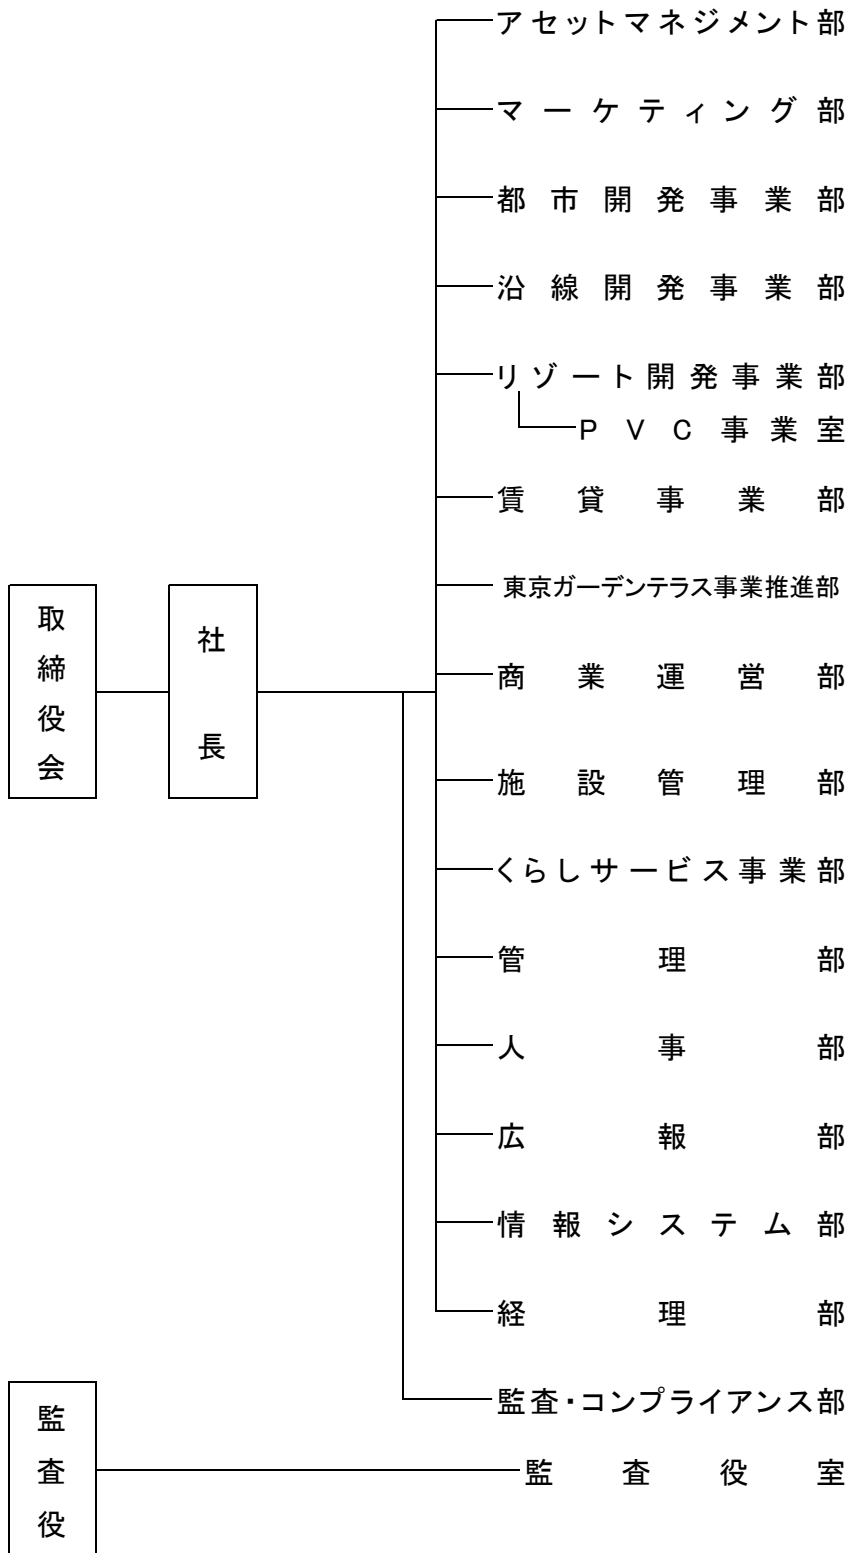 アセットマネジメント部
マーケティング部
都市開発事業部
沿線開発事業部
リゾート開発事業部
PVC事業室
賃貸事業部
東京ガーデンテラス事業推進部
取締役会
社長
商業運営部
施設管理部
くらしサービス事業部
管理部
人事部
広報部
情報システム部
経理部
監査・コンプライアンス部
監査役
監査役室